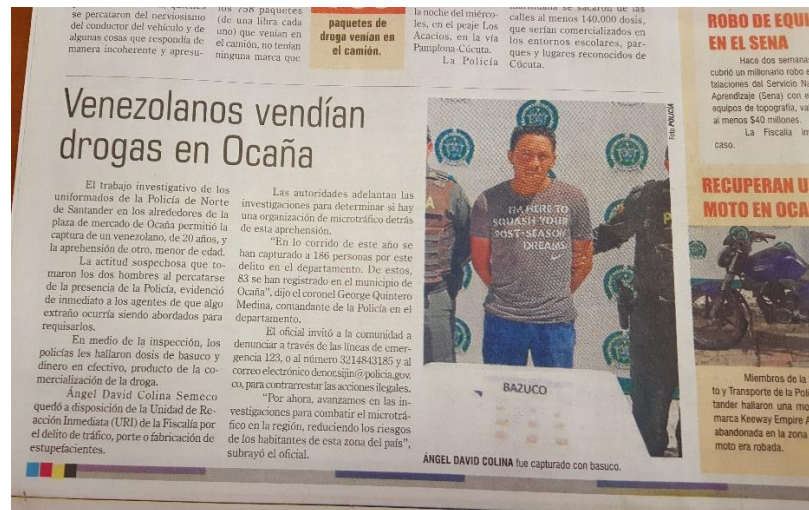 se percataron del nerviosismo
del conductor del vehículo y de
algunas cosas que respondía de
manera incoherente y apresu-
los 758 paquetes
(de una libra cada
uno) que venían en
el camión, no tenían
ninguna marca que
paquetes de
droga venían en
el camión.
la noche del miérco-
les, en el peaje Los
Acacios, en la vía
Pamplona-Cúcuta.
La Policía
calles al menos 140.000 dosis,
que serían comercializados en
los entornos escolares, par-
ques y lugares reconocidos de
Cúcuta.
ROBO DE EQU
EN EL SENA
Hace dos semanas
cubrió un millonario robo e
talaciones del Servicio Na
Aprendizaje (Sena) con e
equipos de topografía, va
al menos $40 millones.
La Fiscalía in
caso.
Venezolanos vendían
drogas en Ocaña
El trabajo investigativo de los
uniformados de la Policía de Norte
de Santander en los alrededores de la
plaza de mercado de Ocaña permitió la
captura de un venezolano, de 20 años, y
la aprehensión de otro, menor de edad.
La actitud sospechosa que to-
maron los dos hombres al percatarse
de la presencia de la Policía, evidenció
de inmediato a los agentes de que algo
extraño ocurría siendo abordados para
requisarlos.
En medio de la inspección, los
policías les hallaron dosis de basuco y
dinero en efectivo, producto de la co-
mercialización de la droga.
Ángel David Colina Semeco
quedó a disposición de la Unidad de Re-
acción Inmediata (URI) de la Fiscalía por
el delito de tráfico, porte o fabricación de
estupefacientes.
Las autoridades adelantan las
investigaciones para determinar si hay
una organización de microtráfico detrás
de esta aprehensión.
"En lo corrido de este año se
han capturado a 186 personas por este
delito en el departamento. De estos,
83 se han registrado en el municipio de
Ocaña", dijo el coronel George Quintero
Medina, comandante de la Policía en el
departamento.
El oficial invitó a la comunidad a
denunciar a través de las líneas de emer-
gencia 123, o al número 3214843185 y al
correo electrónico denor.sijin@policia.gov.
co, para contrarrestar las acciones ilegales.
"Por ahora, avanzamos en las in-
vestigaciones para combatir el microtrá-
fico en la región, reduciendo los riesgos
de los habitantes de esta zona del país",
subrayó el oficial.
Foto POLICÍA
I'M HERE TO
SQUASH YOUR
POST-SEASON
DREAMS
BAZUCO
ÁNGEL DAVID COLINA fue capturado con basuco.
RECUPERAN U
MOTO EN OCA
Miembros de la
to y Transporte de la Poli
tander hallaron una mo
marca Keeway Empire A
abandonada en la zona
moto era robada.